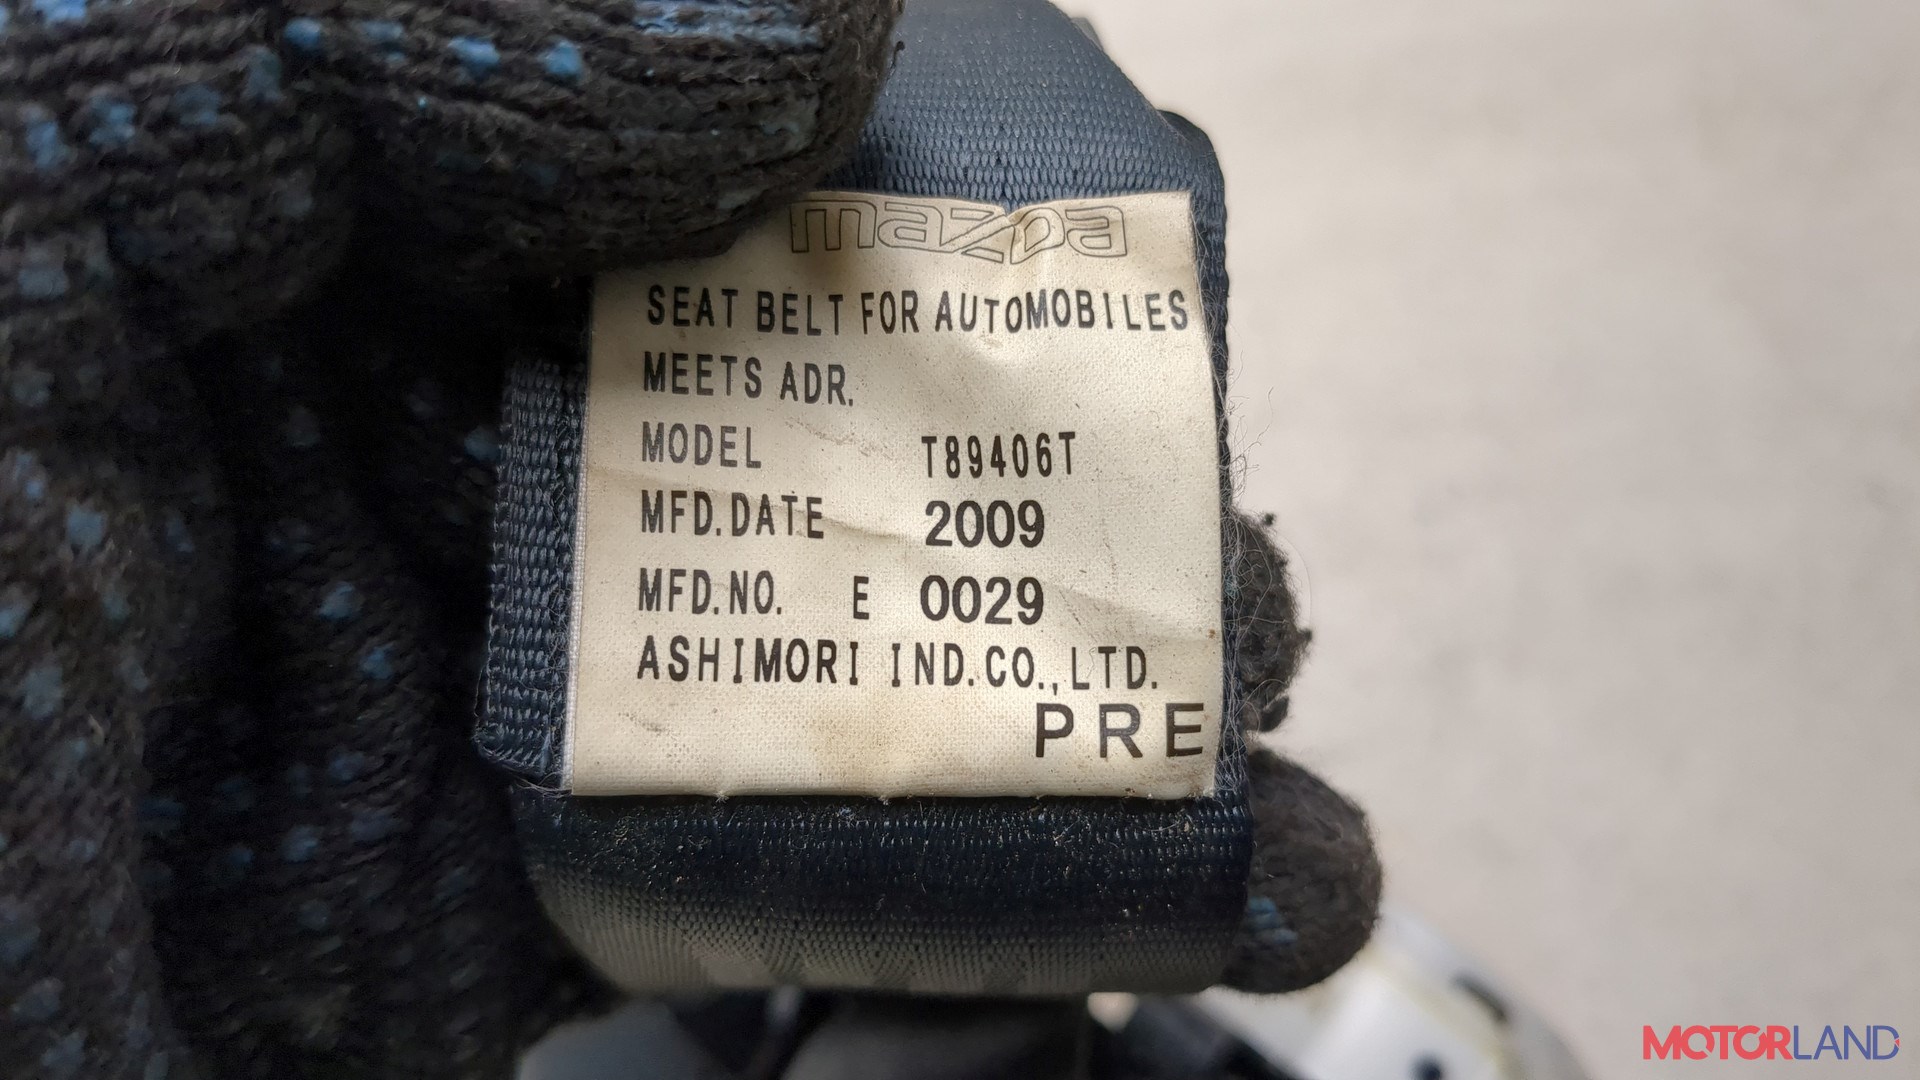 mazda
SEAT BELT FOR AUTOMOBILES
MEETS ADR.
MODEL T89406T
MFD.DATE 2009
MFD.NO. E 0029
ASHIMORI IND.CO.,LTD.
PRE
MOTORLAND